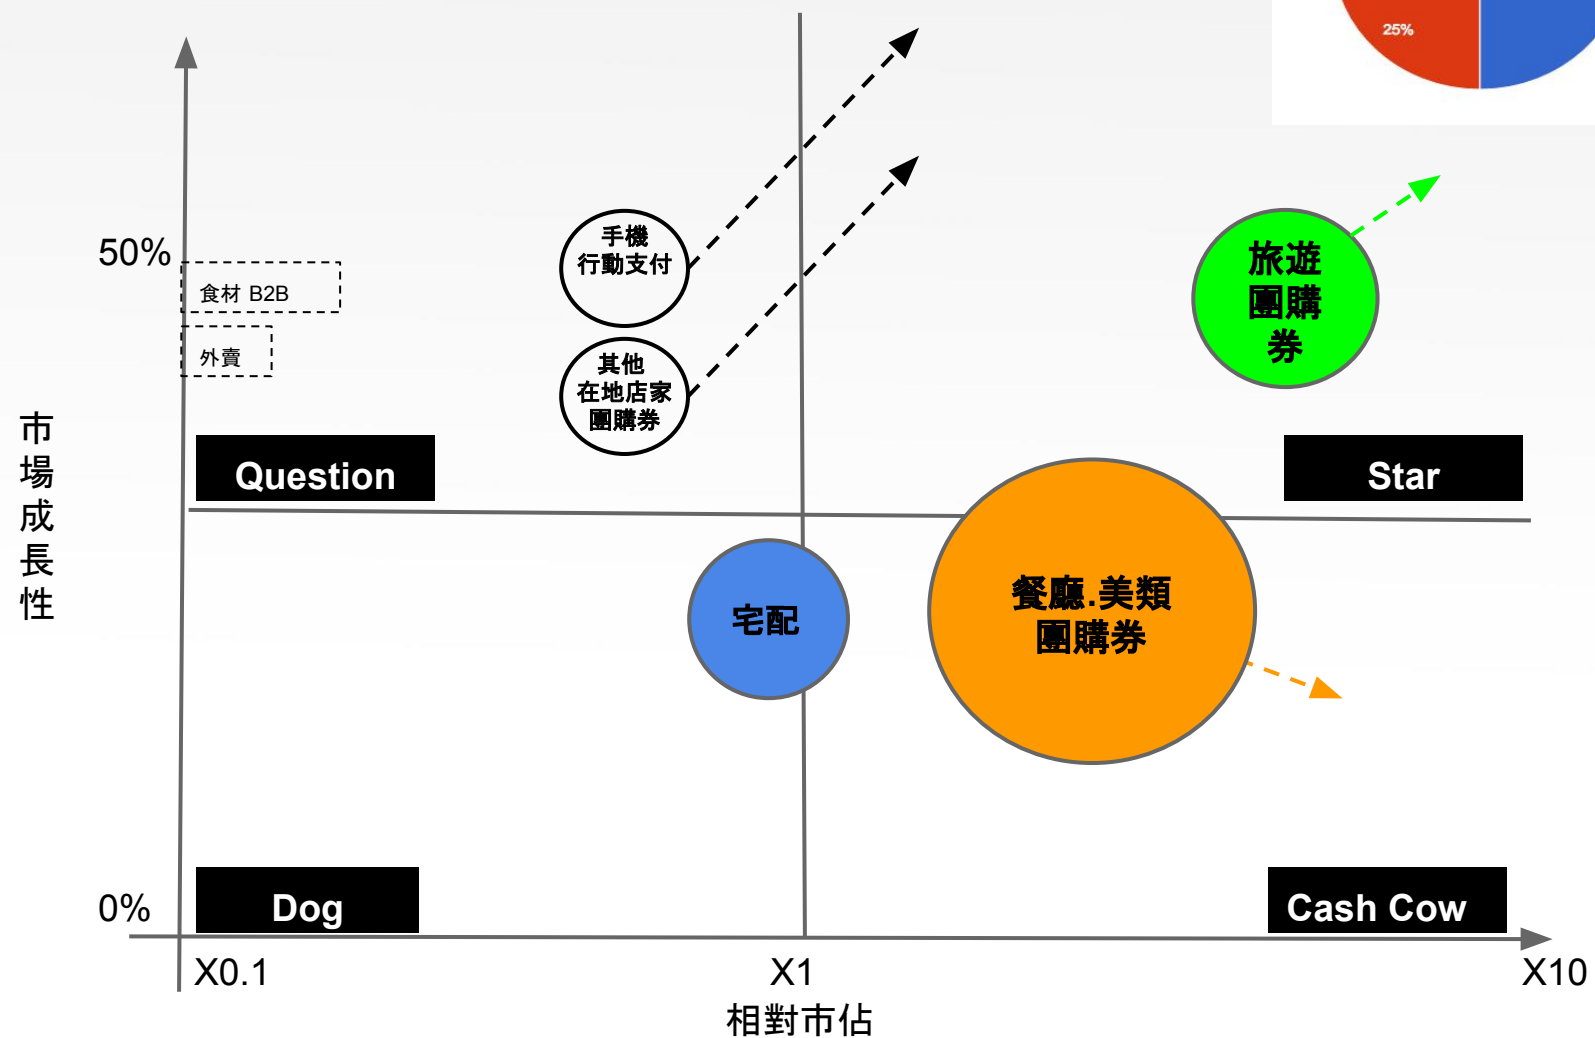 25%
50%
手機
行動支付
旅遊
團購
券
食材 B2B
外賣
其他
在地店家
團購券
市
場
成
長
性
Question
Star
宅配
餐廳.美類
團購券
0%
Dog
Cash Cow
X0.1
X1
X10
相對市佔